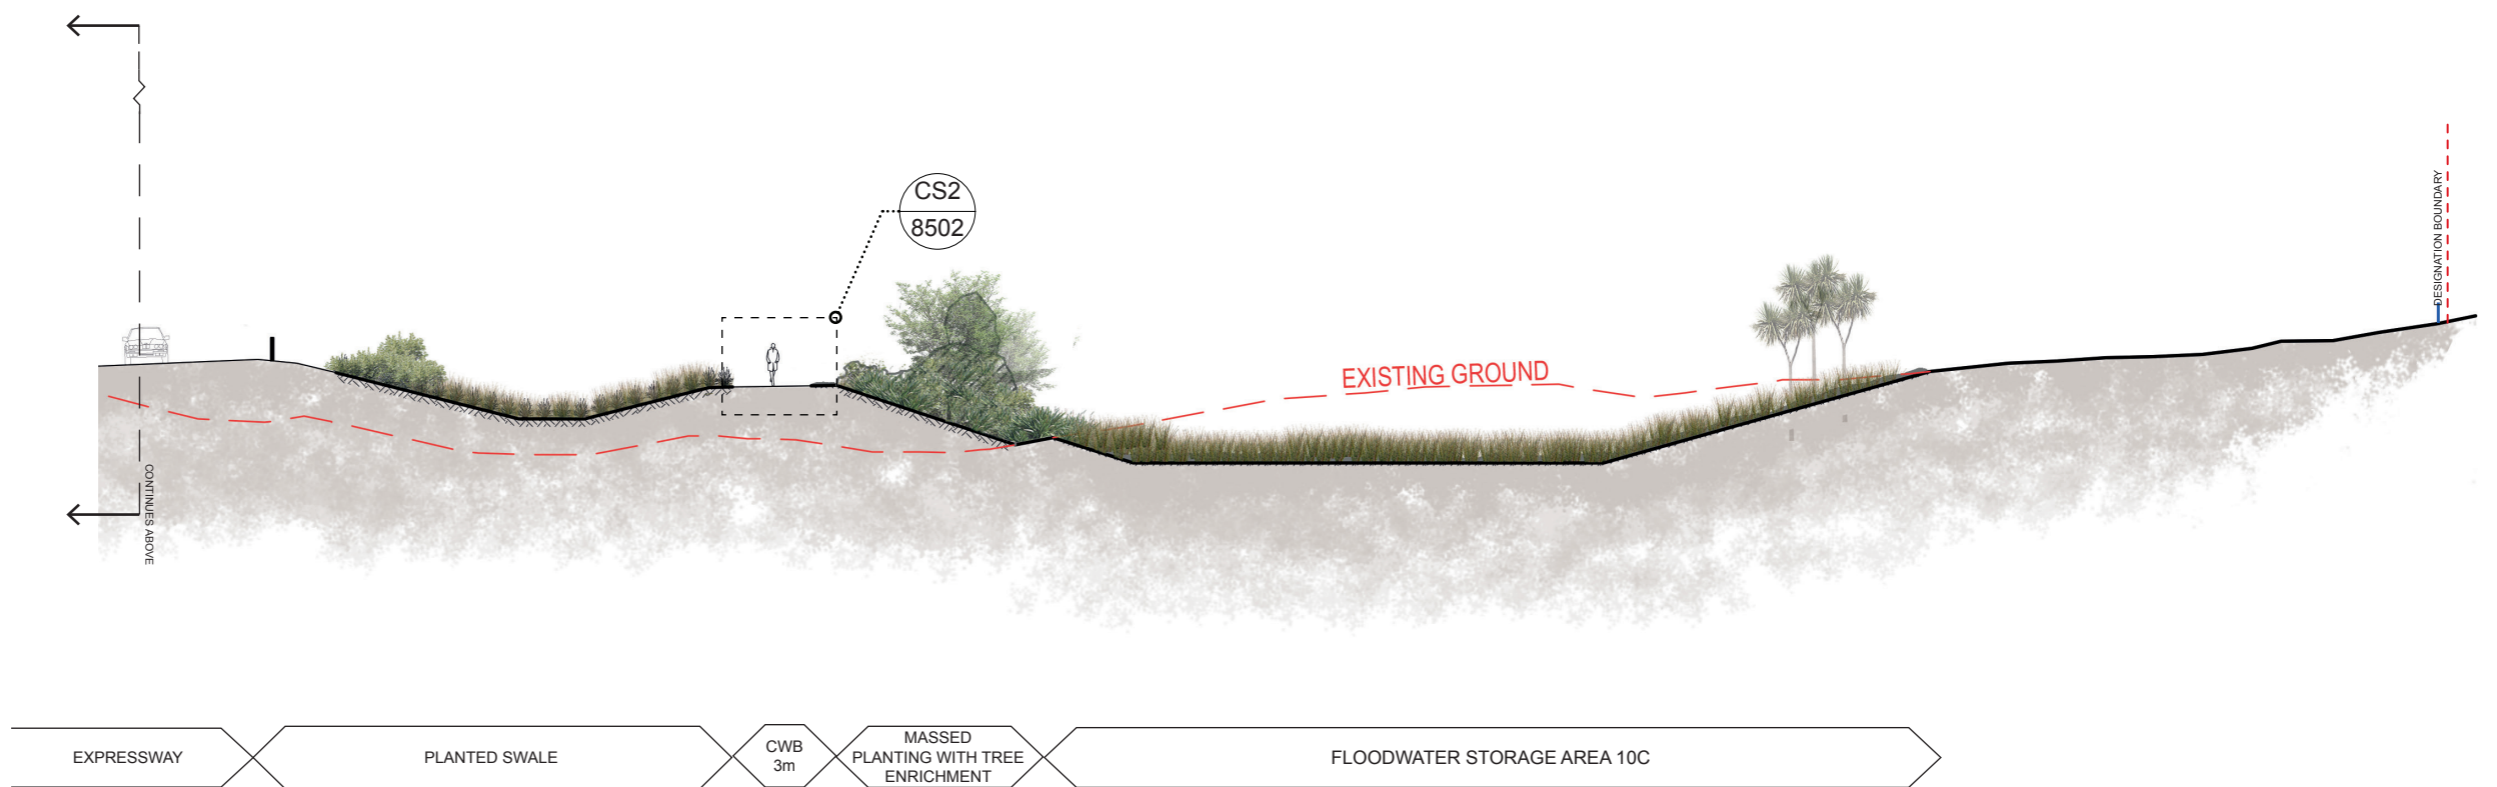 CS2
8502
DESIGNATION BOUNDARY
EXISTING GROUND
CONTINUES ABOVE
EXPRESSWAY
PLANTED SWALE
CWB
3m
MASSED
PLANTING WITH TREE
ENRICHMENT
FLOODWATER STORAGE AREA 10C